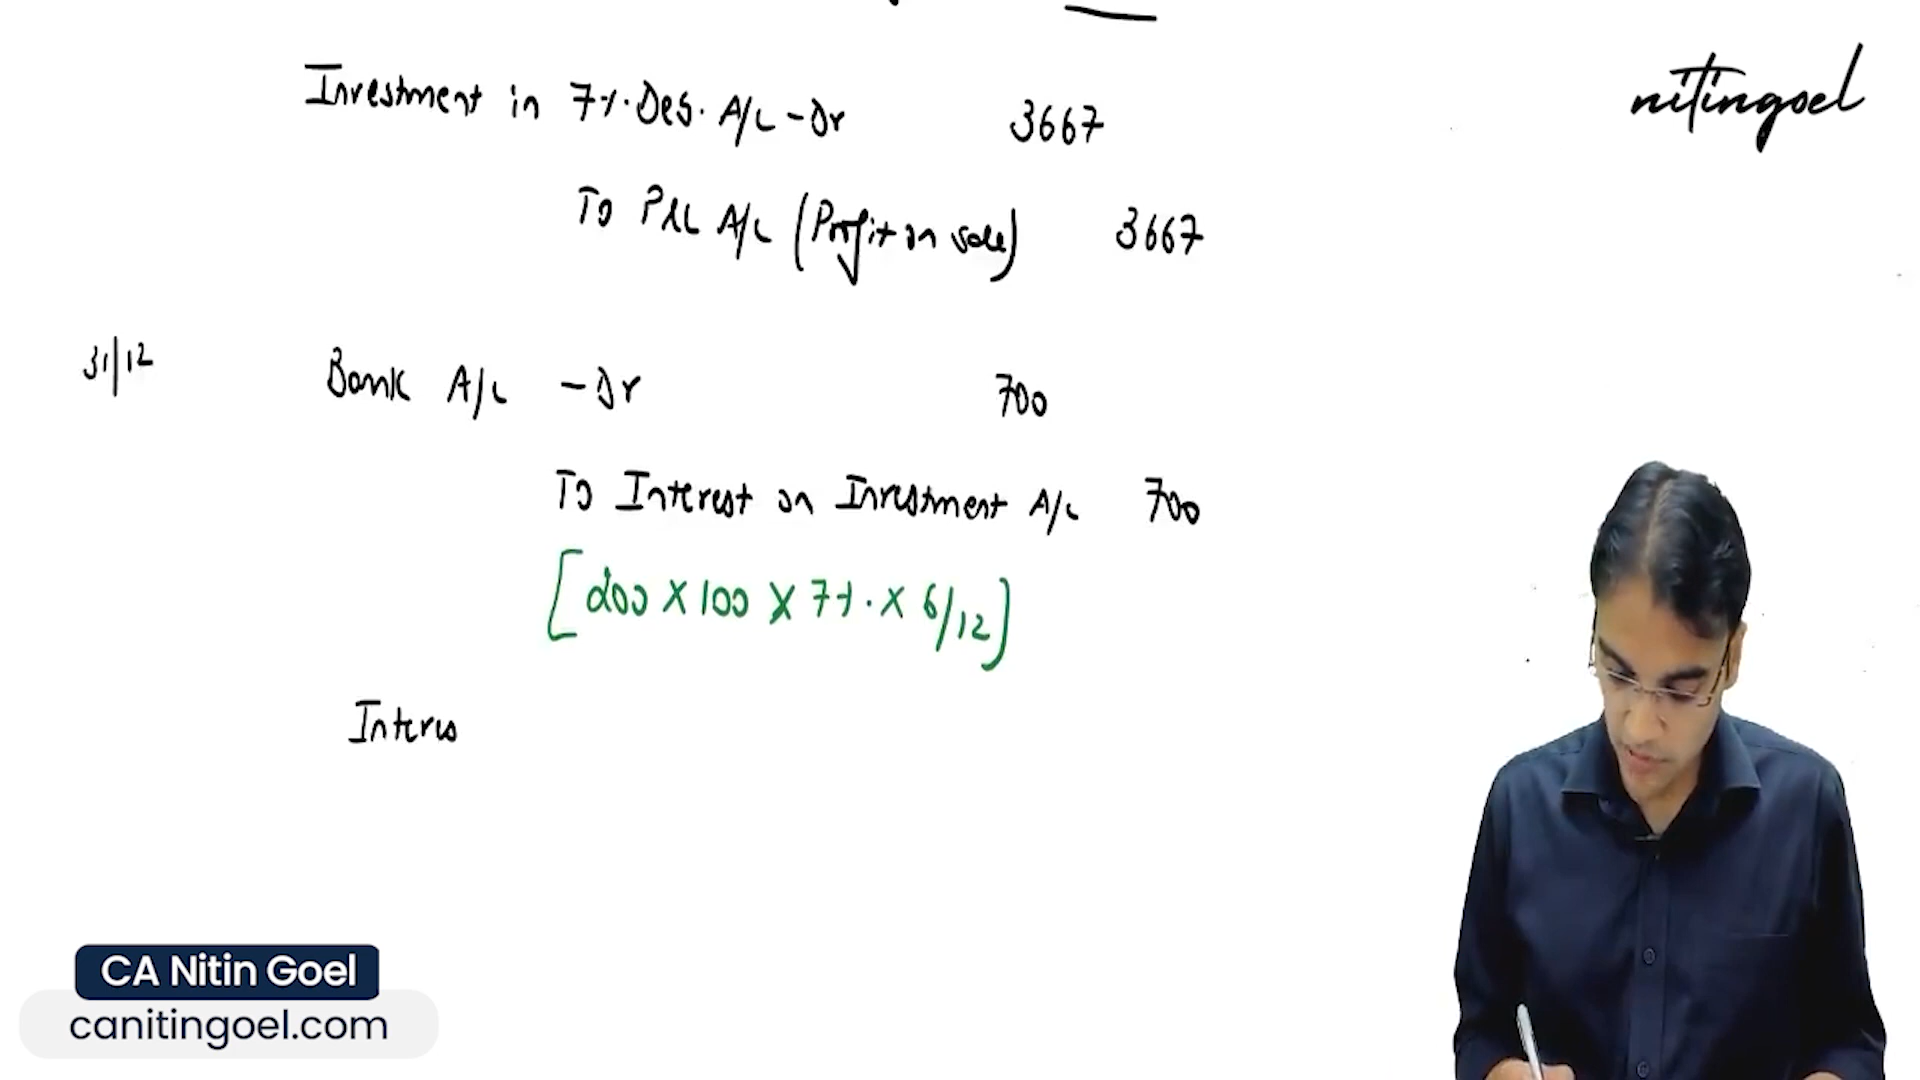 nitingoel
Investment in 7%. Deb. A/c - Dr 3667
To P&L A/c (Profit on sale) 3667
31/12 Bank A/c - Dr 700
To Interest on Investment A/c 700
[200 X 100 X 7%. X 6/12]
Interes
CA Nitin Goel
canitingoel.com